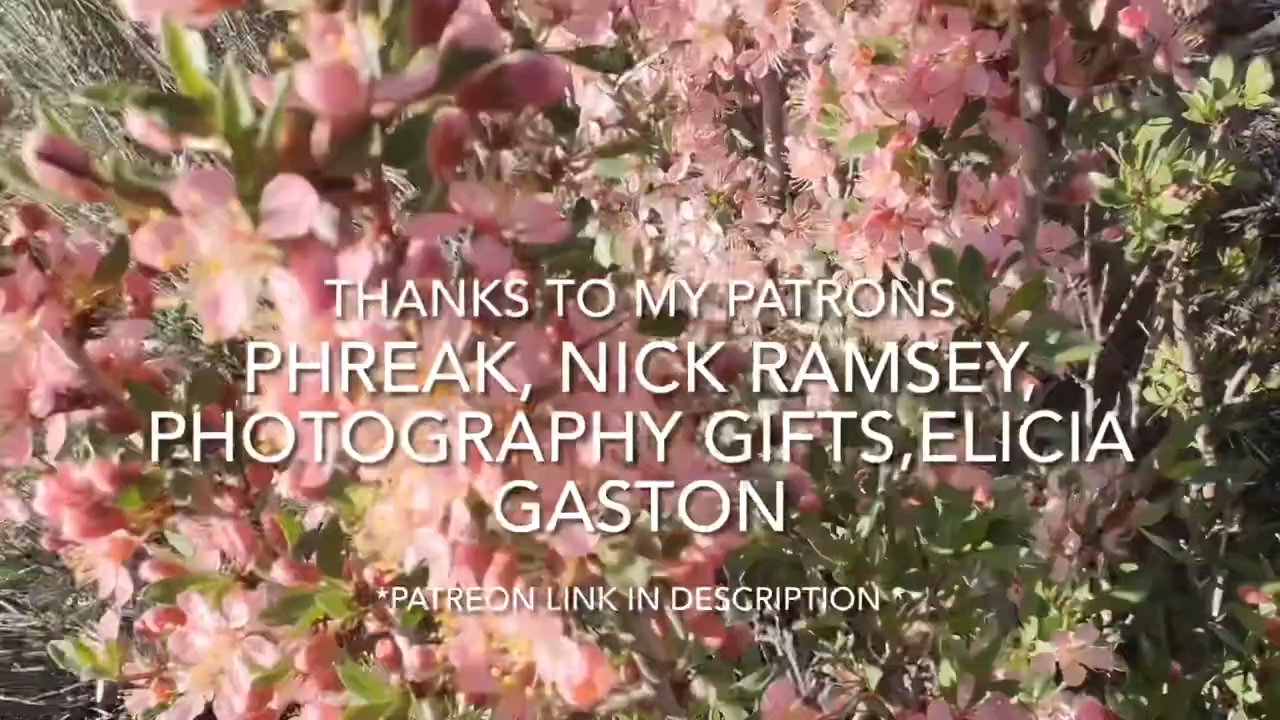 THANKS TO MY PATRONS
PHREAK, NICK RAMSEY,
PHOTOGRAPHY GIFTS,ELICIA
GASTON
*PATREON LINK IN DESCRIPTION *